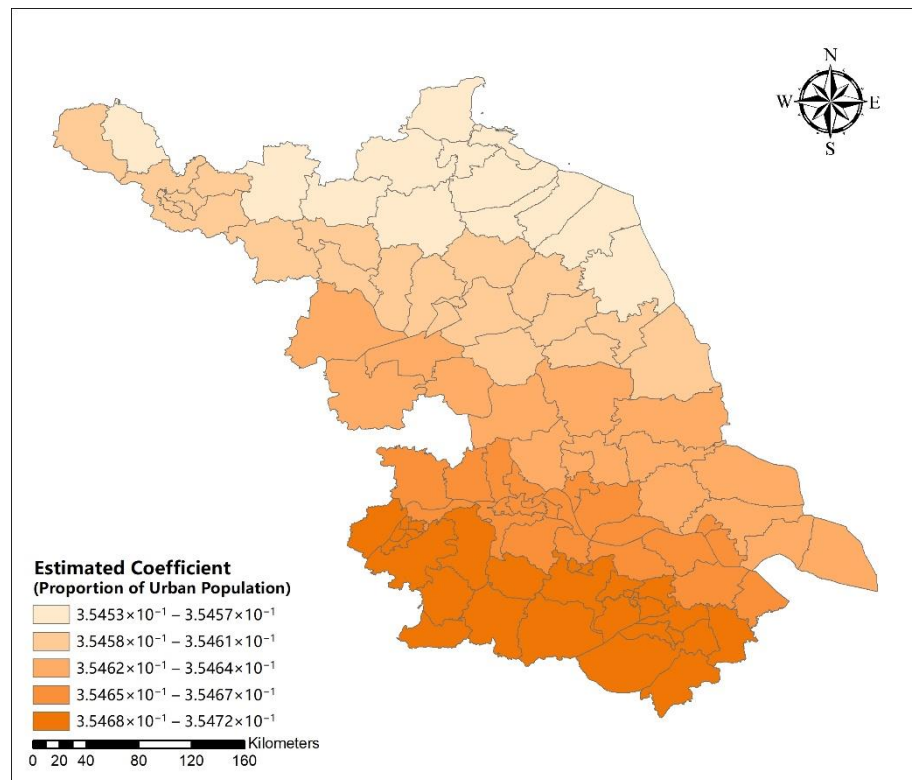 N
W E
S
Estimated Coefficient
(Proportion of Urban Population)
3.5453×10⁻¹ – 3.5457×10⁻¹
3.5458×10⁻¹ – 3.5461×10⁻¹
3.5462×10⁻¹ – 3.5464×10⁻¹
3.5465×10⁻¹ – 3.5467×10⁻¹
3.5468×10⁻¹ – 3.5472×10⁻¹
Kilometers
0 20 40 80 120 160